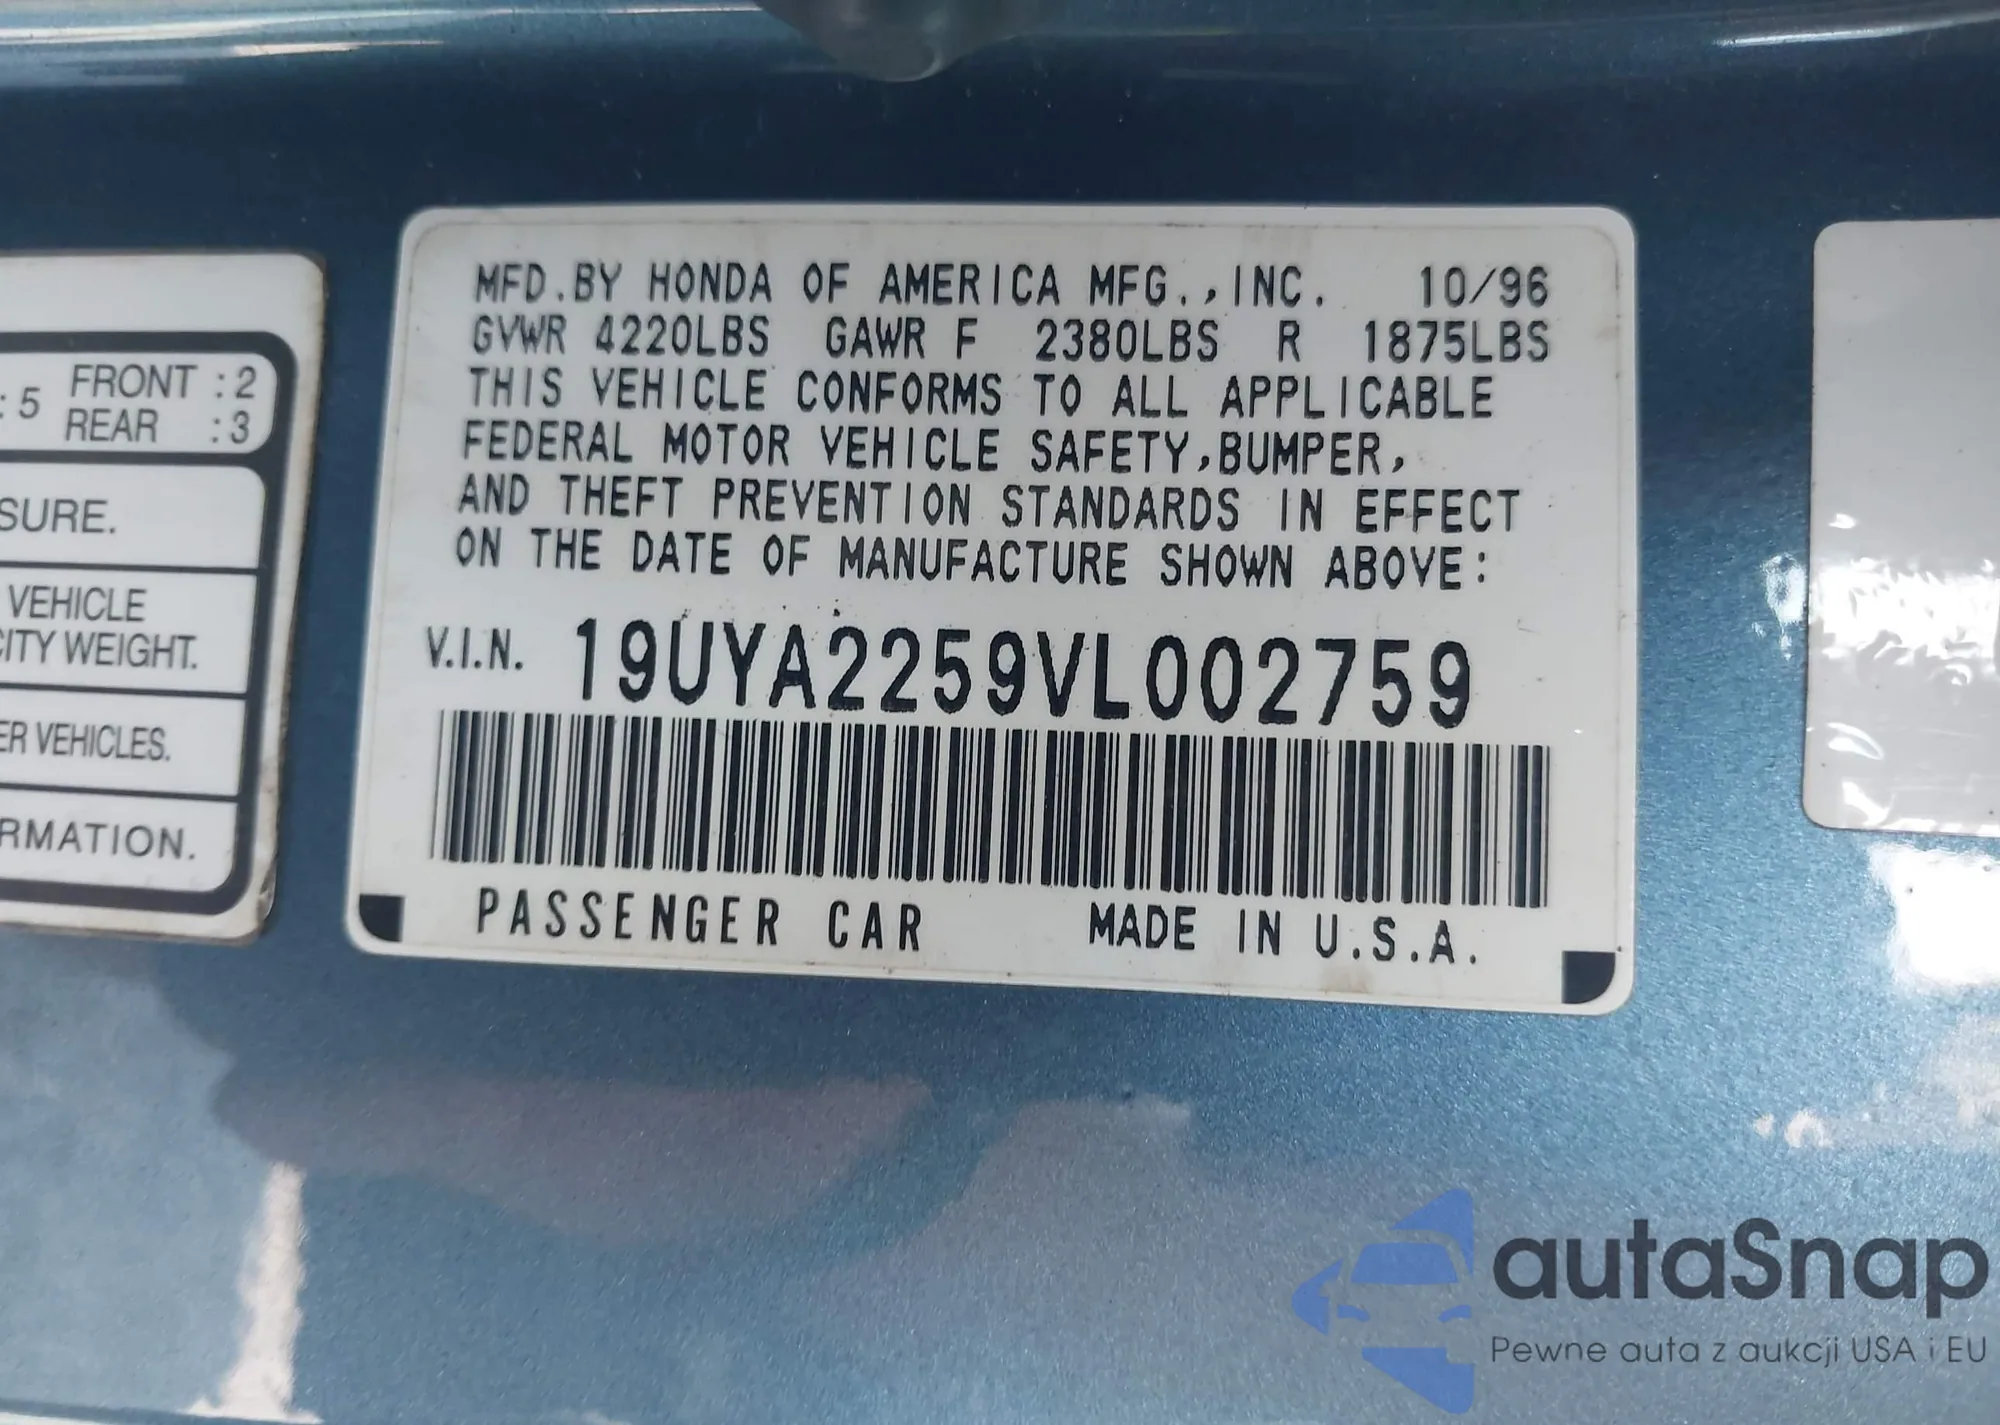 MFD.BY HONDA OF AMERICA MFG.,INC. 10/96
GVWR 4220LBS GAWR F 2380LBS R 1875LBS
THIS VEHICLE CONFORMS TO ALL APPLICABLE
FEDERAL MOTOR VEHICLE SAFETY,BUMPER,
AND THEFT PREVENTION STANDARDS IN EFFECT
ON THE DATE OF MANUFACTURE SHOWN ABOVE:
V.I.N. 19UYA2259VL002759
PASSENGER CAR MADE IN U.S.A.
: 5 FRONT : 2
REAR : 3
SURE.
VEHICLE
CITY WEIGHT.
ER VEHICLES.
RMATION.
autaSnap
Pewne auta z aukcji USA i EU